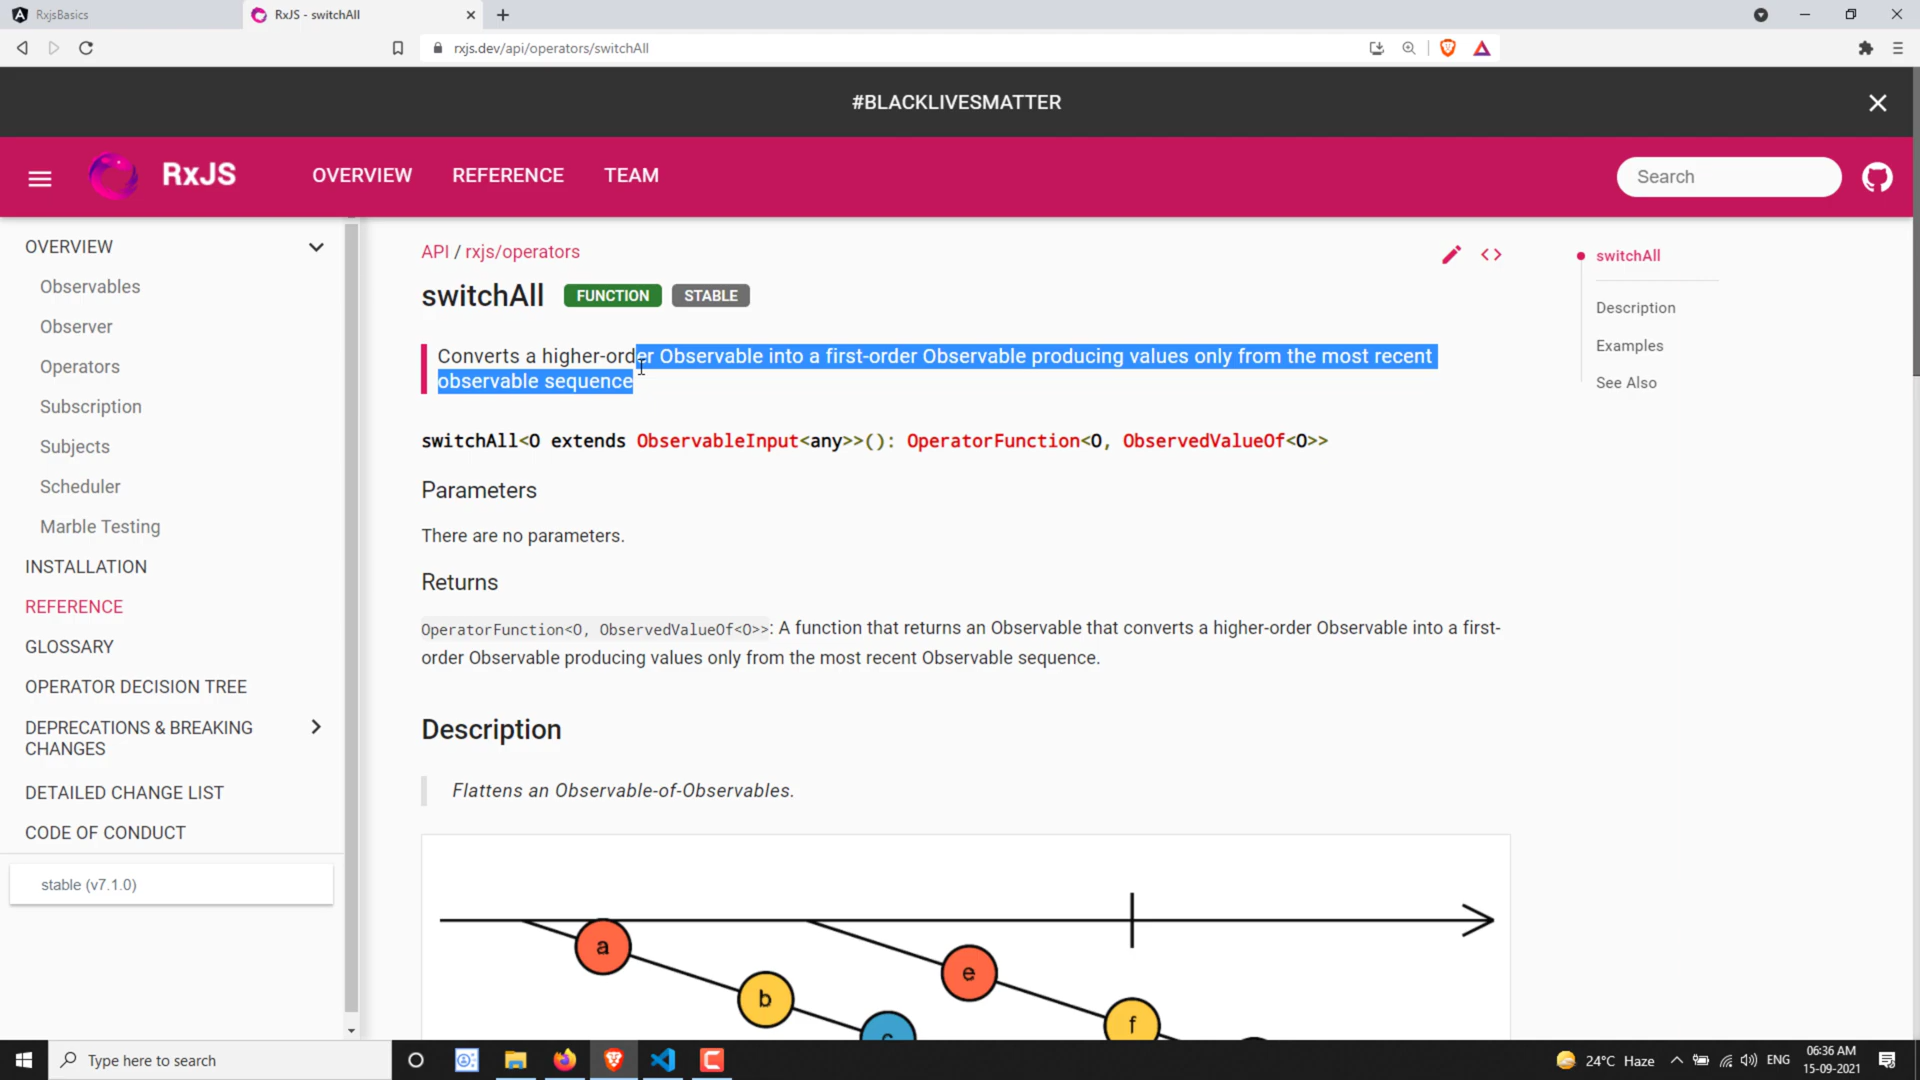 RxjsBasics
RxJS - switchAll
rxjs.dev/api/operators/switchAll
#BLACKLIVESMATTER
RxJS
OVERVIEW
REFERENCE
TEAM
Search
OVERVIEW
Observables
Observer
Operators
Subscription
Subjects
Scheduler
Marble Testing
INSTALLATION
REFERENCE
GLOSSARY
OPERATOR DECISION TREE
DEPRECATIONS & BREAKING
CHANGES
DETAILED CHANGE LIST
CODE OF CONDUCT
stable (v7.1.0)
API / rxjs/operators
switchAll FUNCTION STABLE
Converts a higher-order Observable into a first-order Observable producing values only from the most recent
observable sequence
switchAll<O extends ObservableInput<any>>(): OperatorFunction<O, ObservedValueOf<O>>
Parameters
There are no parameters.
Returns
OperatorFunction<O, ObservedValueOf<O>>: A function that returns an Observable that converts a higher-order Observable into a first-
order Observable producing values only from the most recent Observable sequence.
Description
Flattens an Observable-of-Observables.
a
e
b
f
c
switchAll
Description
Examples
See Also
Type here to search
24°C Haze
ENG
06:36 AM
15-09-2021